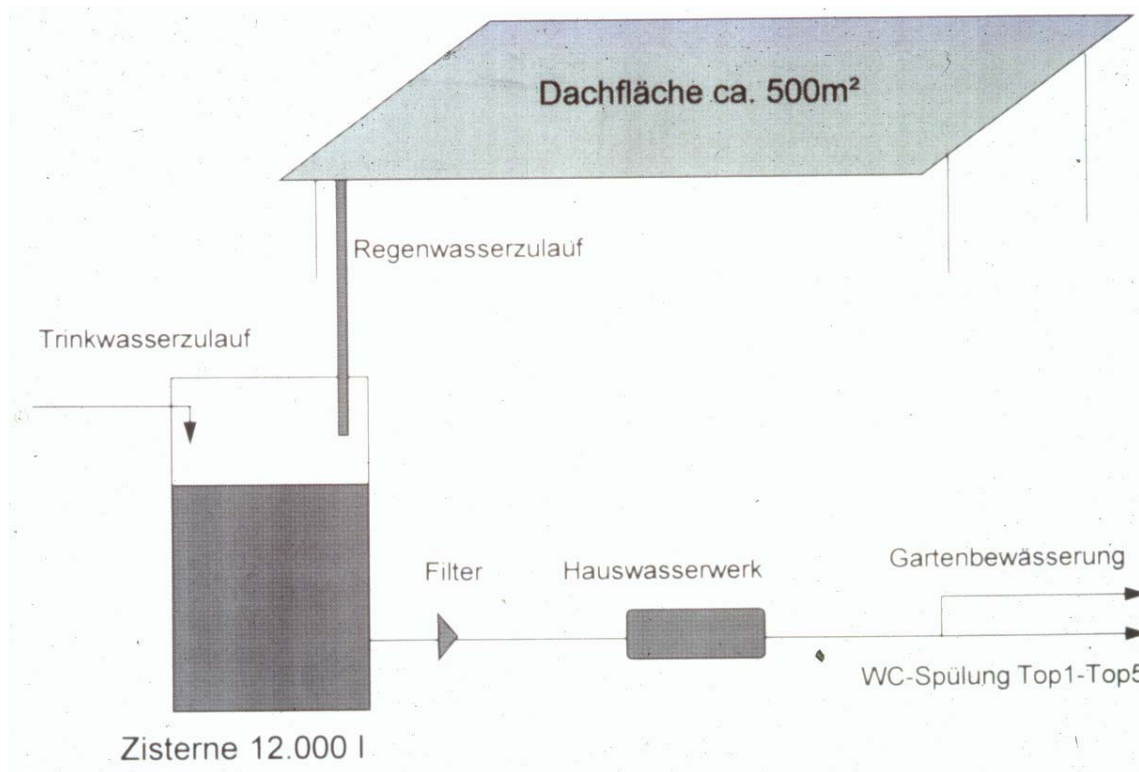 Dachfläche ca. 500m²
Regenwasserzulauf
Trinkwasserzulauf
Filter
Hauswasserwerk
Gartenbewässerung
WC-Spülung Top1-Top5
Zisterne 12.000 l